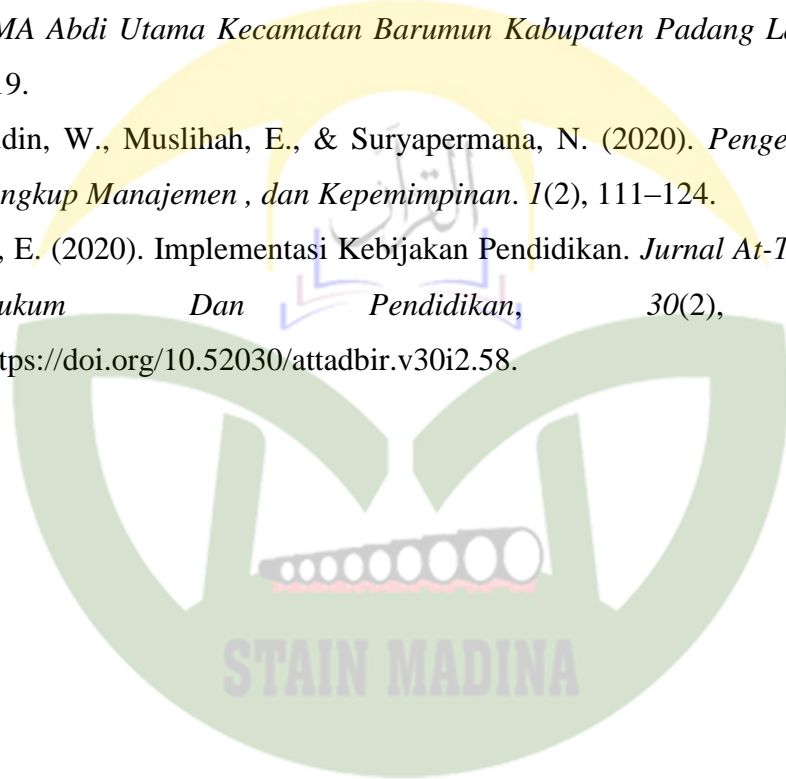 MA Abdi Utama Kecamatan Barumun Kabupaten Padang La
19.
din, W., Muslihah, E., & Suryapermana, N. (2020). Penge
ngkup Manajemen , dan Kepemimpinan. 1(2), 111–124.
, E. (2020). Implementasi Kebijakan Pendidikan. Jurnal At-T
ukum Dan Pendidikan, 30(2),
tps://doi.org/10.52030/attadbir.v30i2.58.
القرآن
STAIN MADINA